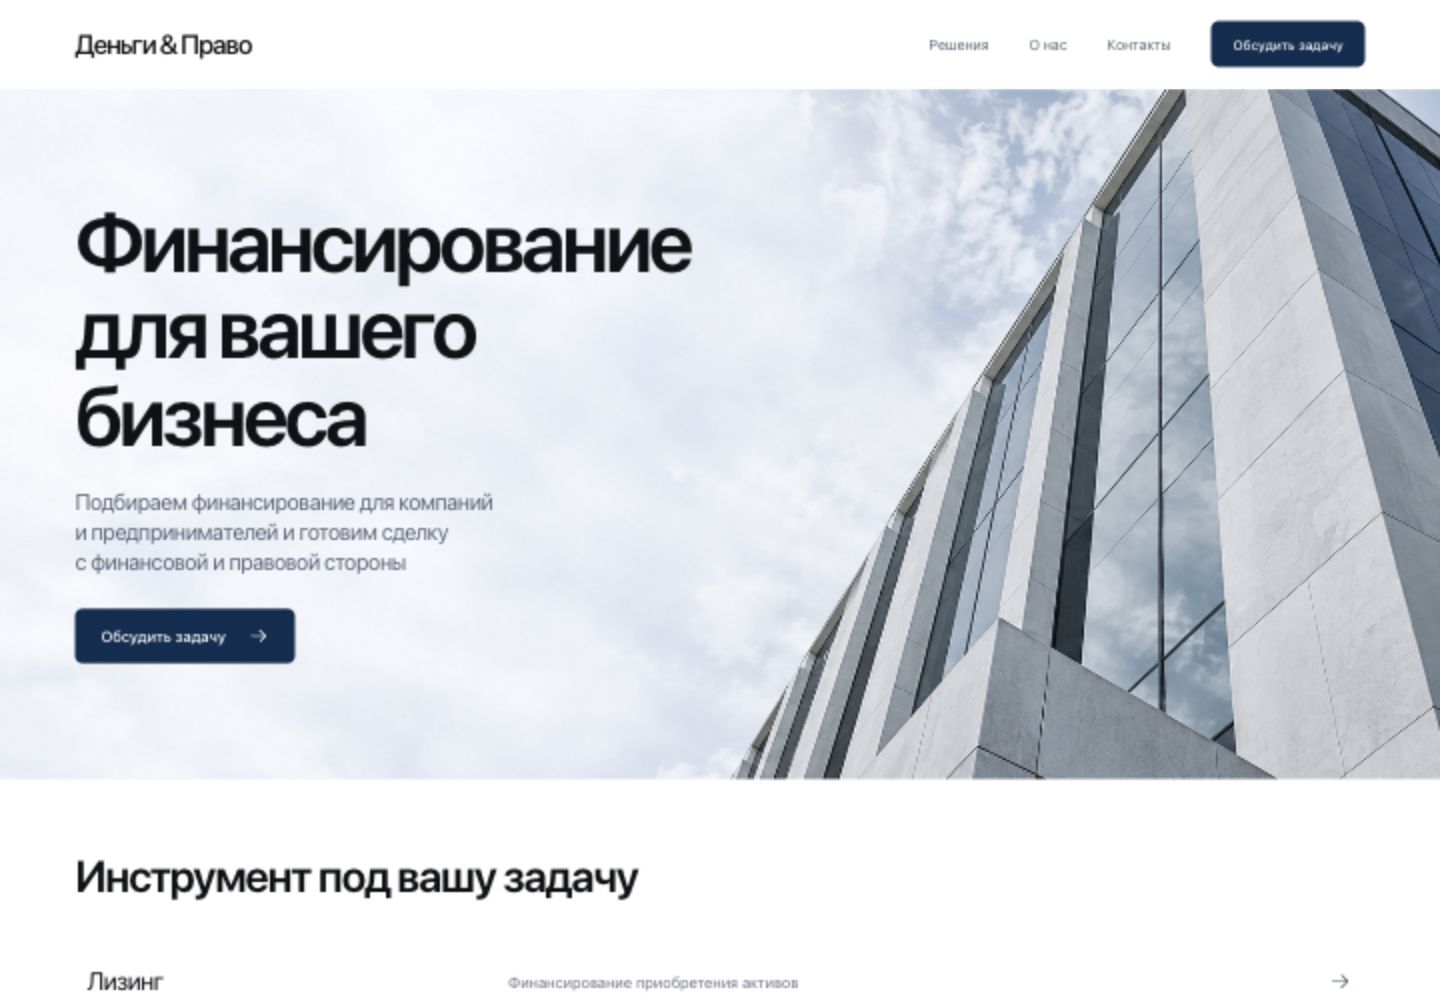 Деньги & Право
Решения
О нас
Контакты
Обсудить задачу
Финансирование
для вашего
бизнеса
Подбираем финансирование для компаний
и предпринимателей и готовим сделку
с финансовой и правовой стороны
Обсудить задачу
Инструмент под вашу задачу
Лизинг
Финансирование приобретения активов